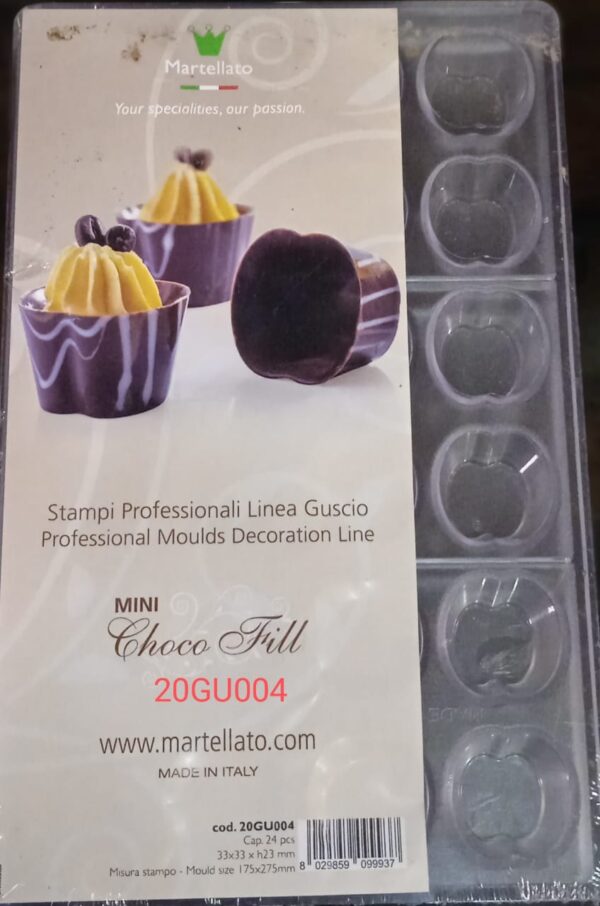 Martellato
Your specialities, our passion.
Stampi Professionali Linea Guscio
Professional Moulds Decoration Line
MINI
Choco Fill
20GU004
www.martellato.com
MADE IN ITALY
cod. 20GU004
Cap. 24 pcs
33x33 x h23 mm
Misura stampo - Mould size 175x275mm
8 029859 099937